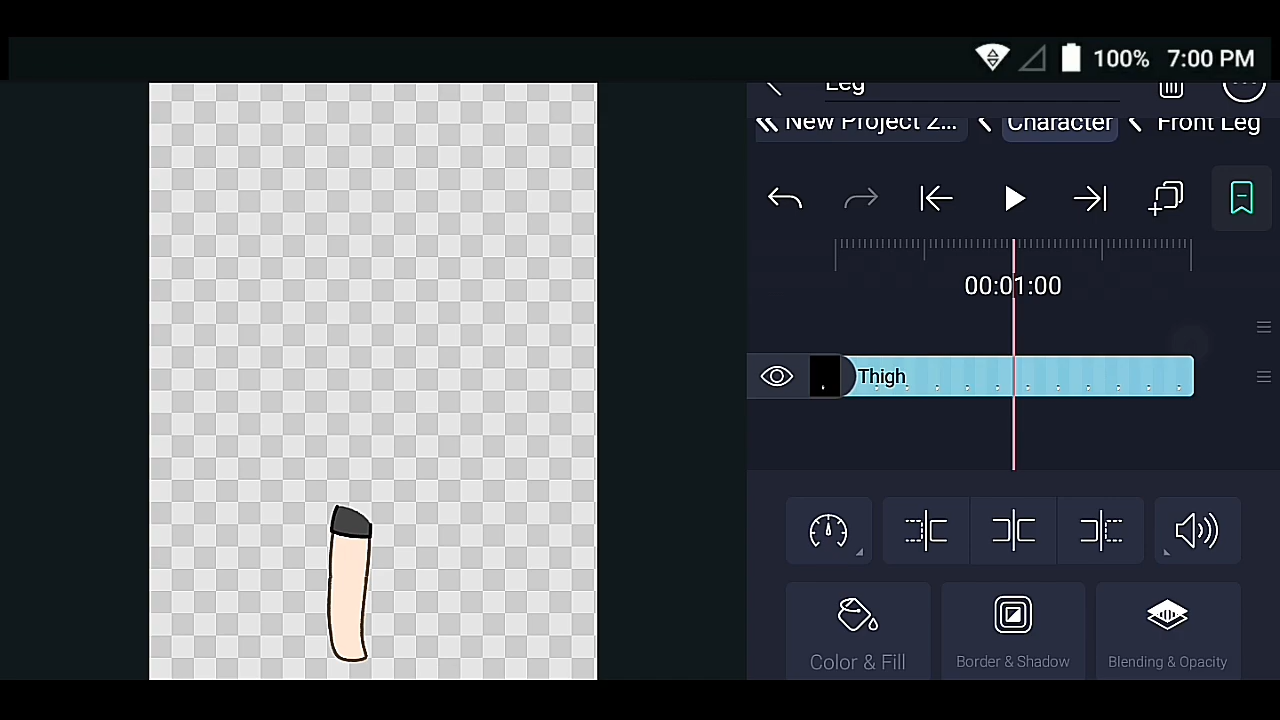 100% 7:00 PM
Leg
New Project 2... Character Front Leg
00:01:00
Thigh
Color & Fill Border & Shadow Blending & Opacity